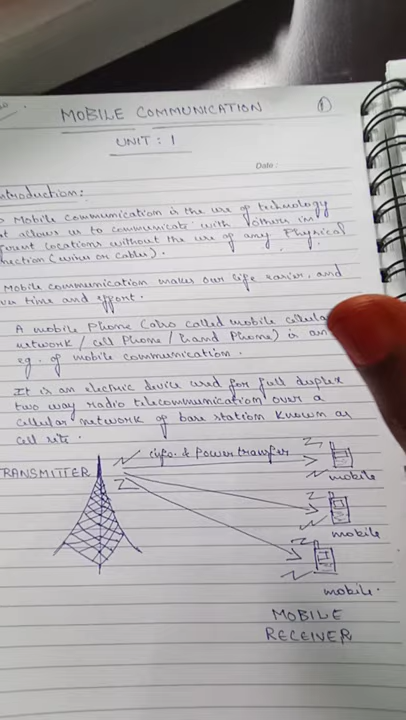 MOBILE COMMUNICATION
1
UNIT : 1
Date :
Introduction:
Mobile communication is the use of technology
that allows us to communicate with others in
different locations without the use of any Physical
connection (wires or cables).
Mobile communication makes our life easier, and
time and effort.
A mobile Phone (also called mobile cellular
network / cell Phone / hand Phone) is an
eg. of mobile communication.
It is an electric device used for full duplex
two way radio telecommunication over a
cellular network of base station known as
cell site.
TRANSMITTER
info. & power transfer
mobile
mobile
mobile.
MOBILE
RECEIVER